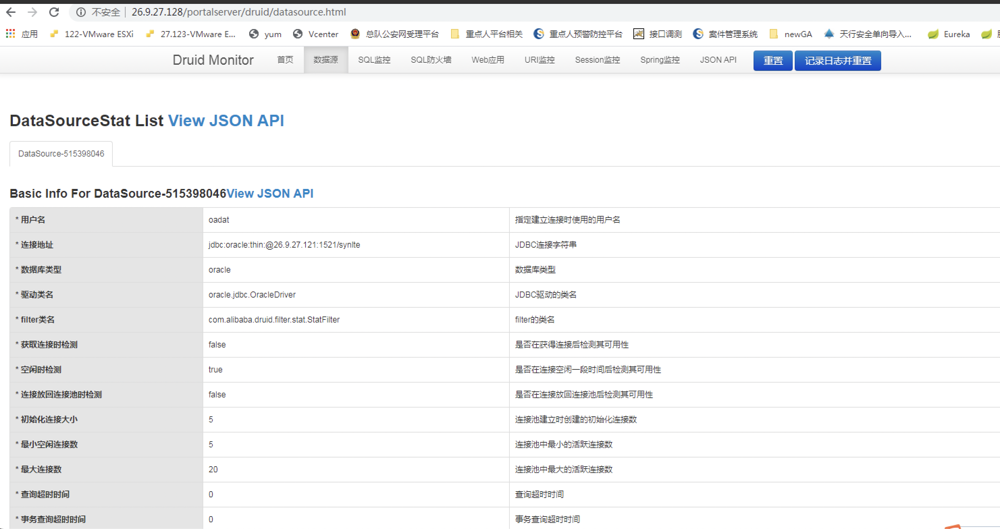 不安全 | 26.9.27.128/portalserver/druid/datasource.html
应用 122-VMware ESXi 27.123-VMware E... yum Vcenter 总队公安网受理平台 重点人平台相关 重点人预警防控平台 接口调测 案件管理系统 newGA 天行安全单向导入... Eureka
Druid Monitor 首页 数据源 SQL监控 SQL防火墙 Web应用 URI监控 Session监控 Spring监控 JSON API 重置 记录日志并重置
DataSourceStat List View JSON API
DataSource-515398046
Basic Info For DataSource-515398046View JSON API
* 用户名 oadat 指定建立连接时使用的用户名
* 连接地址 jdbc:oracle:thin:@26.9.27.121:1521/synlte JDBC连接字符串
* 数据库类型 oracle 数据库类型
* 驱动类名 oracle.jdbc.OracleDriver JDBC驱动的类名
* filter类名 com.alibaba.druid.filter.stat.StatFilter filter的类名
* 获取连接时检测 false 是否在获得连接后检测其可用性
* 空闲时检测 true 是否在连接空闲一段时间后检测其可用性
* 连接放回连接池时检测 false 是否在连接放回连接池后检测其可用性
* 初始化连接大小 5 连接池建立时创建的初始化连接数
* 最小空闲连接数 5 连接池中最小的活跃连接数
* 最大连接数 20 连接池中最大的活跃连接数
* 查询超时时间 0 查询超时时间
* 事务查询超时时间 0 事务查询超时时间